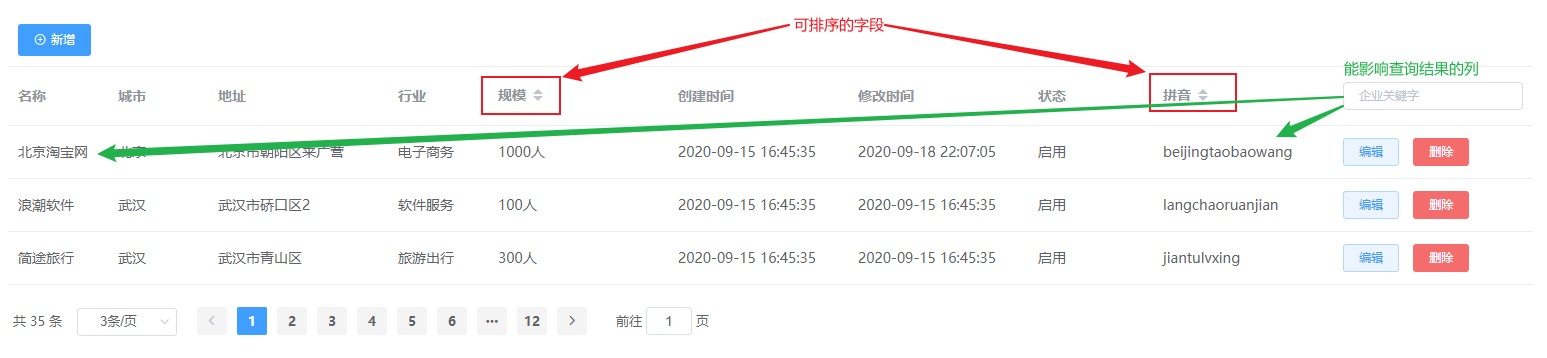 可排序的字段
新增
能影响查询结果的列
名称 城市 地址 行业 规模 创建时间 修改时间 状态 拼音 企业关键字
北京淘宝网 北京 北京市朝阳区来广营 电子商务 1000人 2020-09-15 16:45:35 2020-09-18 22:07:05 启用 beijingtaobaowang 编辑 删除
浪潮软件 武汉 武汉市硚口区2 软件服务 100人 2020-09-15 16:45:35 2020-09-15 16:45:35 启用 langchaoruanjian 编辑 删除
简途旅行 武汉 武汉市青山区 旅游出行 300人 2020-09-15 16:45:35 2020-09-15 16:45:35 启用 jiantulvxing 编辑 删除
共 35 条 3条/页 1 2 3 4 5 6 ··· 12 前往 1 页